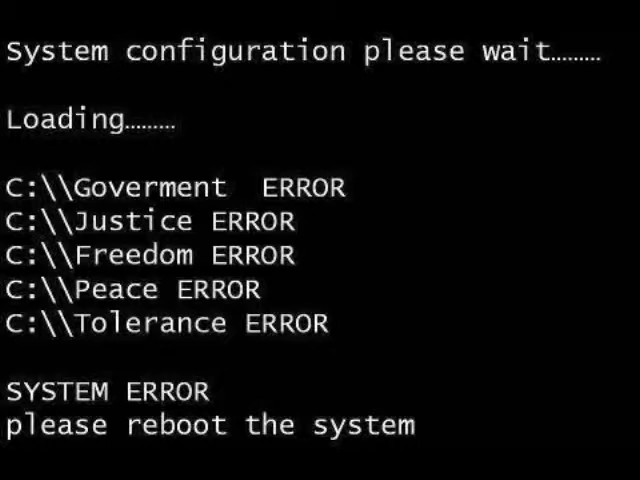 System configuration please wait.........
Loading.........
C:\\Goverment  ERROR
C:\\Justice ERROR
C:\\Freedom ERROR
C:\\Peace ERROR
C:\\Tolerance ERROR
SYSTEM ERROR
please reboot the system